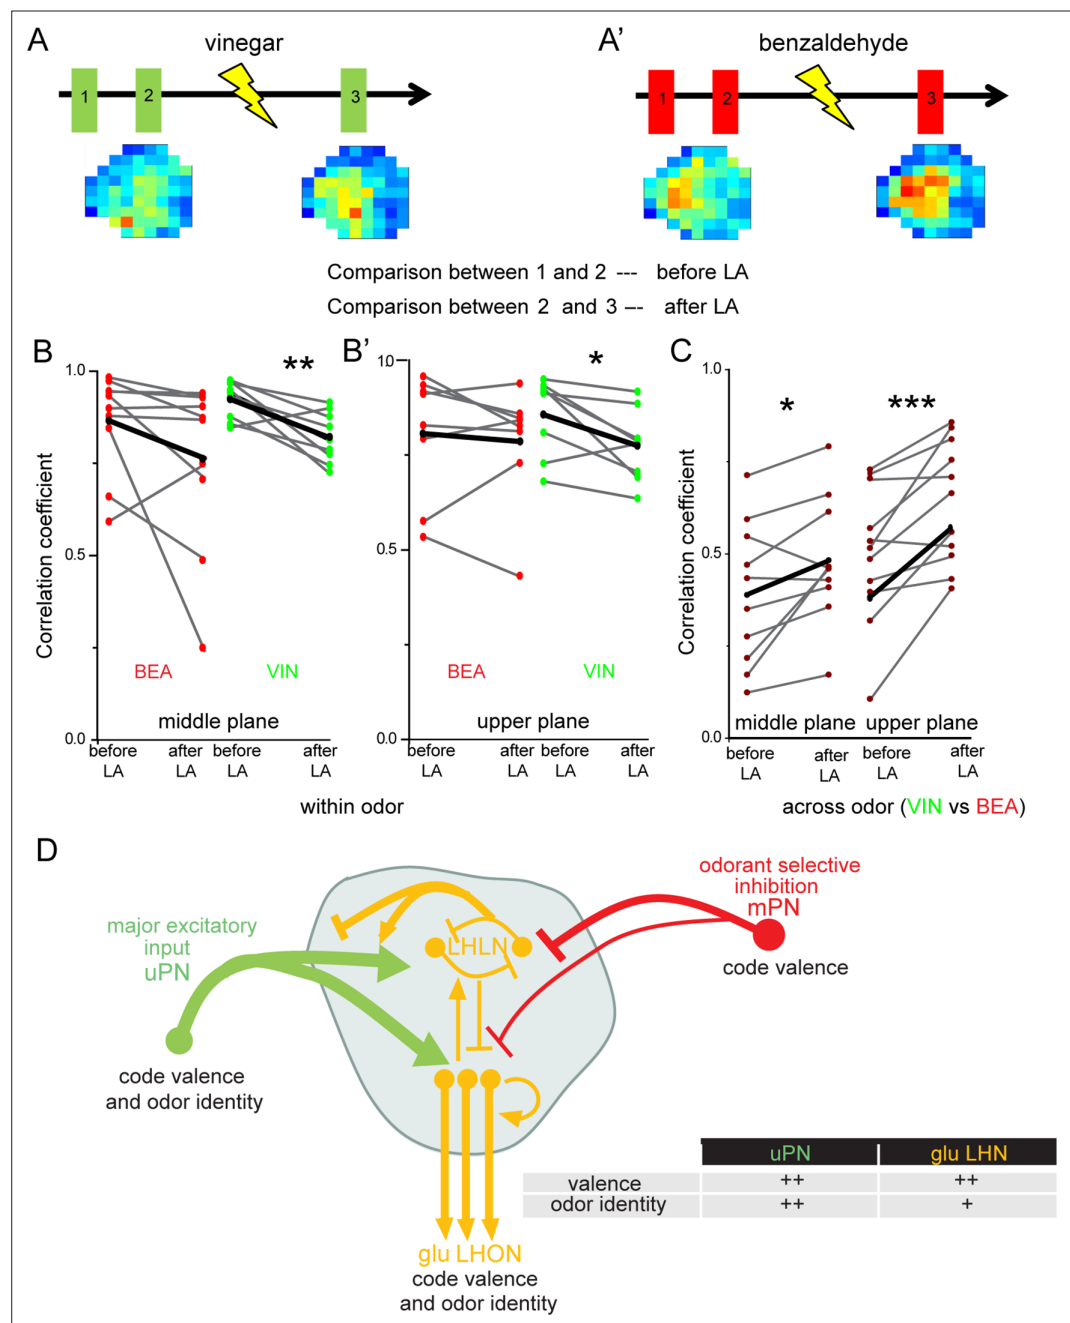 A
vinegar
1
2
3
A'
benzaldehyde
1
2
3
Comparison between 1 and 2 --- before LA
Comparison between 2 and 3 --- after LA
B
Correlation coefficient
1.0
0.5
0.0
**
BEA
VIN
middle plane
before
LA
after
LA
before
LA
after
LA
B'
10
5
0
*
BEA
VIN
upper plane
before
LA
after
LA
before
LA
after
LA
within odor
C
Correlation coefficient
1.0
0.5
0.0
*
***
middle plane
upper plane
before
LA
after
LA
before
LA
after
LA
across odor (VIN vs BEA)
D
major excitatory
input
uPN
code valence
and odor identity
LHLN
odorant selective
inhibition
mPN
code valence
glu LHON
code valence
and odor identity
uPN glu LHN
valence ++ ++
odor identity ++ +